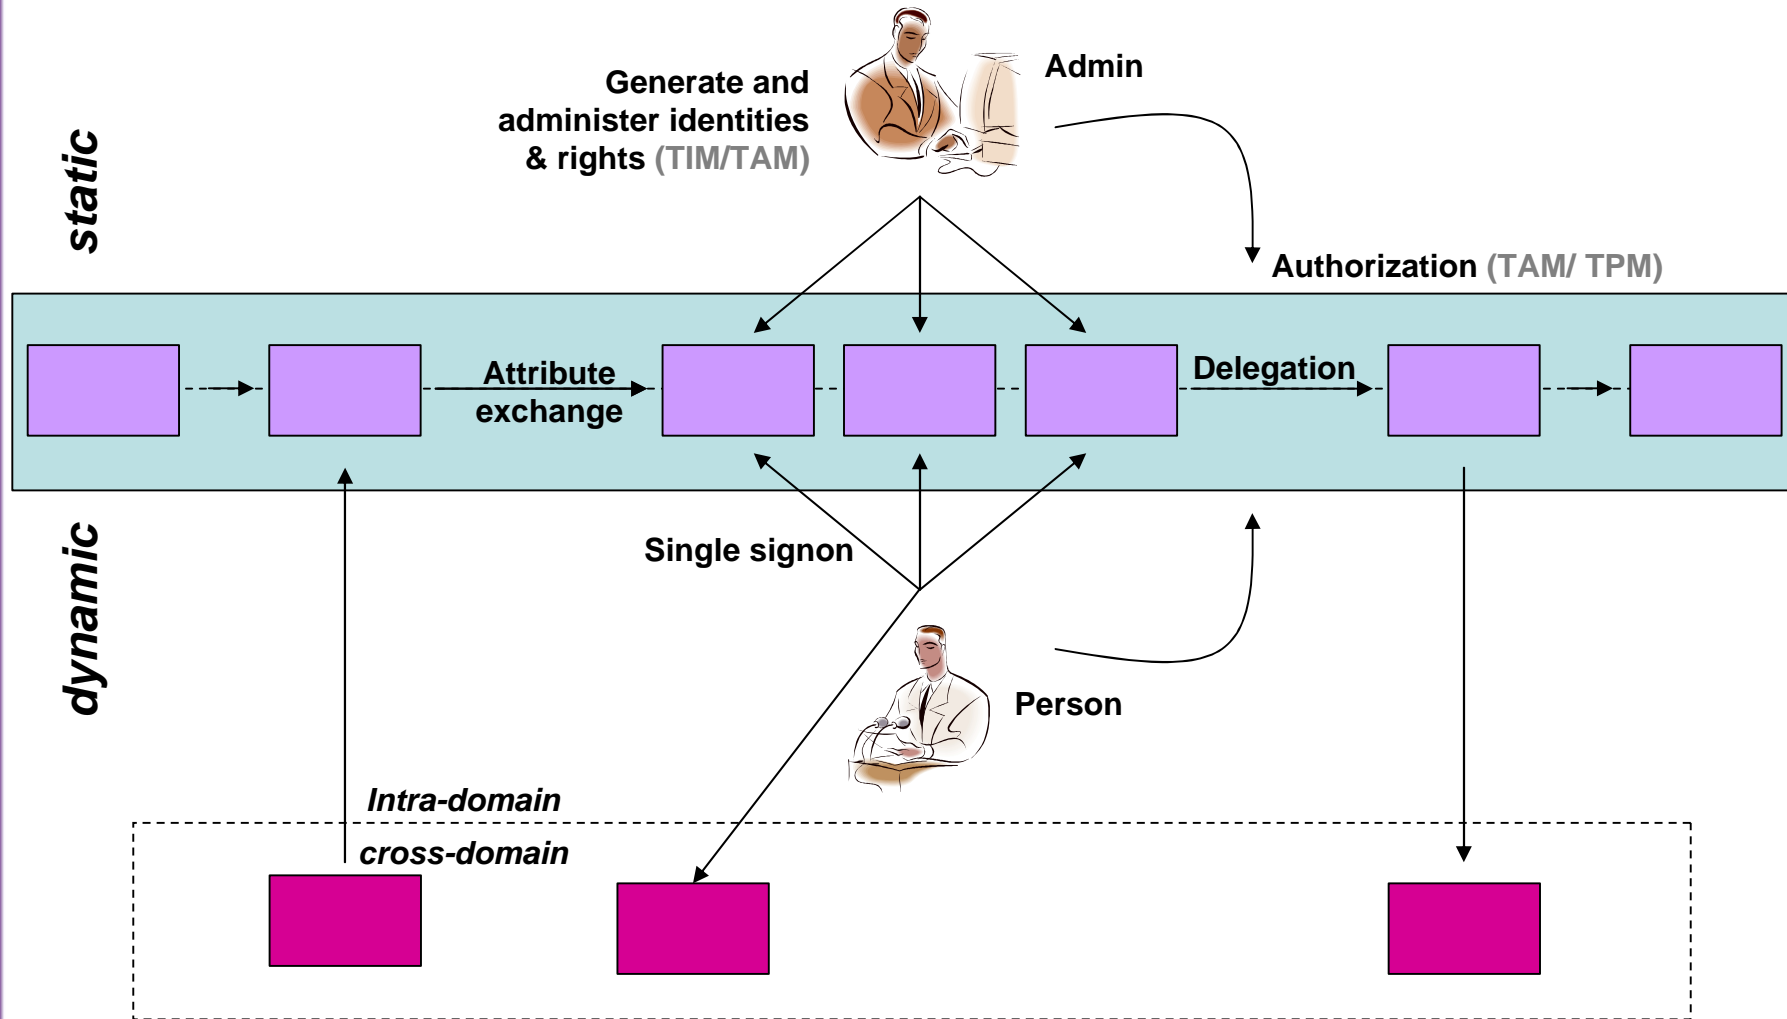 Admin
Generate and
administer identities
& rights (TIM/TAM)
static
Authorization (TAM/ TPM)
Attribute
exchange
Delegation
Single signon
dynamic
Person
Intra-domain
cross-domain